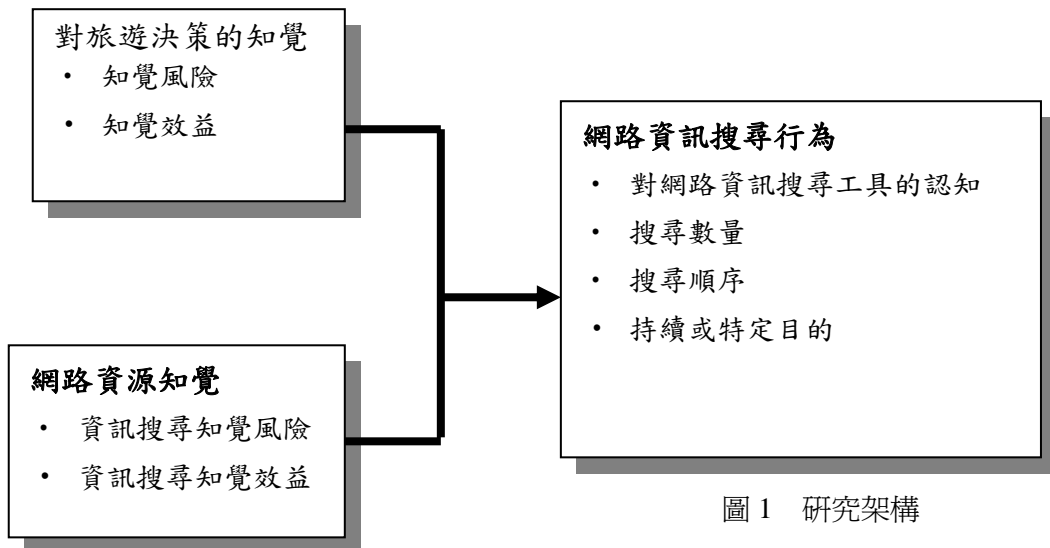 對旅遊決策的知覺
· 知覺風險
· 知覺效益
網路資源知覺
· 資訊搜尋知覺風險
· 資訊搜尋知覺效益
網路資訊搜尋行為
· 對網路資訊搜尋工具的認知
· 搜尋數量
· 搜尋順序
· 持續或特定目的
圖 1 研究架構